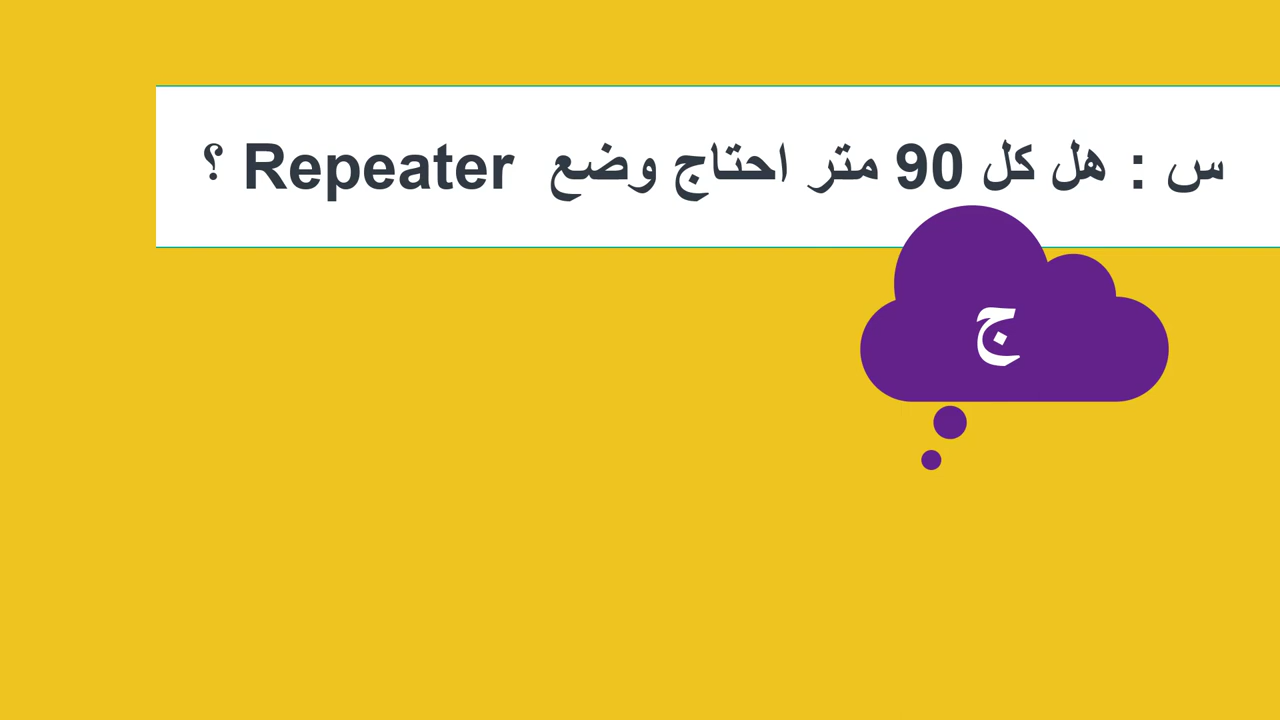 س : هل كل 90 متر احتاج وضع Repeater ؟
ج